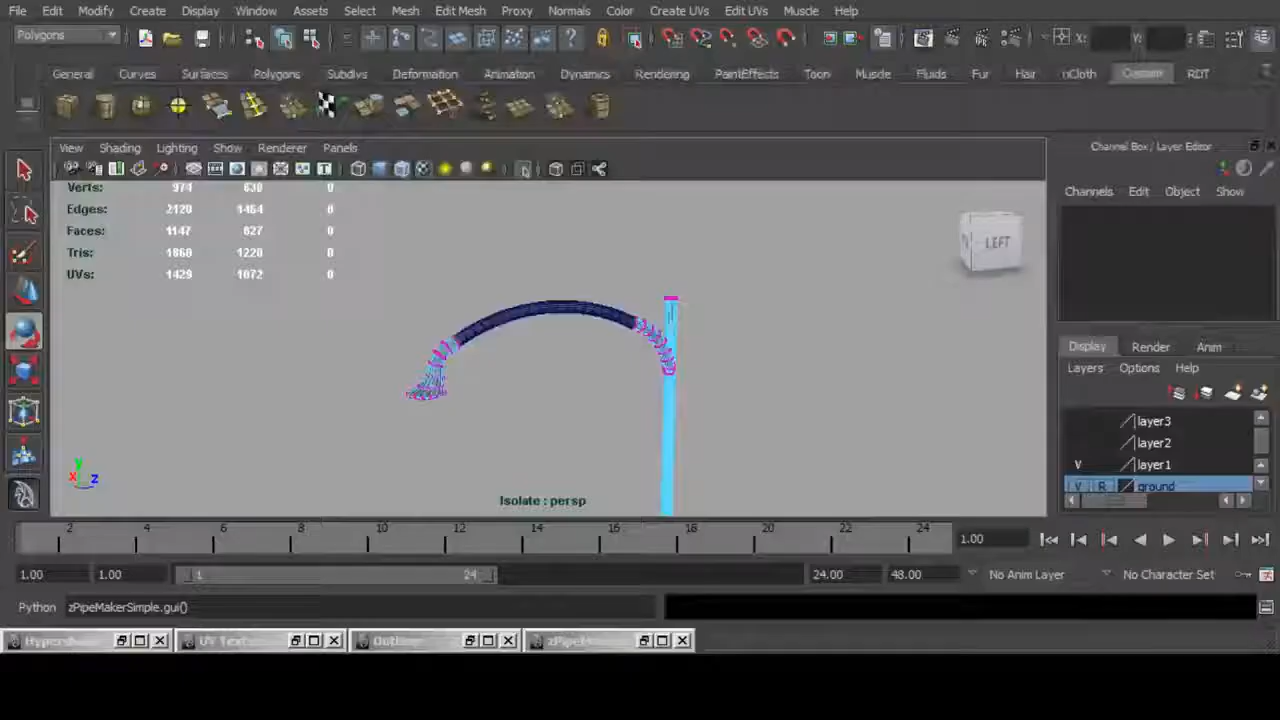 File Edit Modify Create Display Window Assets Select Mesh Edit Mesh Proxy Normals Color Create UVs Edit UVs Muscle Help
Polygons X: Y:
General Curves Surfaces Polygons Subdivs Deformation Animation Dynamics Rendering PaintEffects Toon Muscle Fluids Fur Hair nCloth Custom RDT
View Shading Lighting Show Renderer Panels
Channel Box / Layer Editor
Channels Edit Object Show
Verts: 974 630 0
Edges: 2120 1464 0
Faces: 1147 827 0
Tris: 1860 1220 0
UVs: 1429 1072 0
LEFT
Display Render Anim
Layers Options Help
layer3
layer2
V layer1
V R ground
y
x z
Isolate : persp
2 4 6 8 10 12 14 16 18 20 22 24
1.00
1.00 1.00 1 24 24.00 48.00 No Anim Layer No Character Set
Python zPipeMakerSimple.gui()